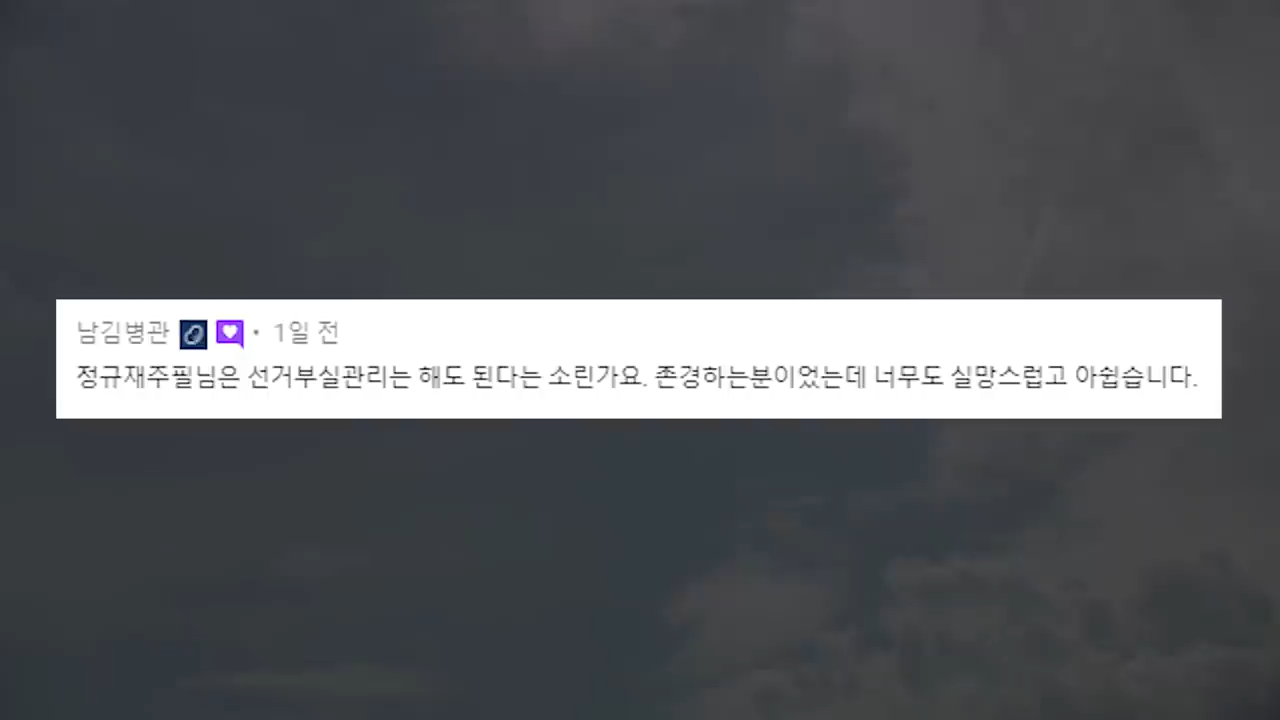 남김병관 • 1일 전
정규재주필님은 선거부실관리는 해도 된다는 소린가요. 존경하는분이었는데 너무도 실망스럽고 아쉽습니다.